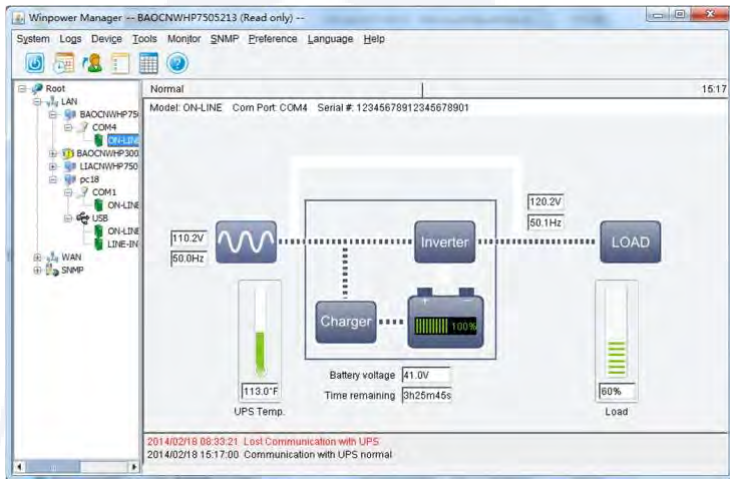 Winpower Manager -- BAOCNWHP7505213 (Read only) --
System Logs Device Tools Monitor SNMP Preference Language Help
Root
LAN
BAOCNWHP75
COM4
ON-LINE
BAOCNWHP300
LIACNWHP750
pc18
COM1
ON-LINE
USB
ON-LINE
LINE-IN
WAN
SNMP
Normal 15:17
Model: ON-LINE Com Port: COM4 Serial #: 12345678912345678901
110.2V
50.0Hz
Inverter
120.2V
50.1Hz
LOAD
Charger
+ −
100%
Battery voltage 41.0V
Time remaining 3h25m45s
113.0°F
UPS Temp.
60%
Load
2014/02/18 08:33:21 Lost Communication with UPS
2014/02/18 15:17:00 Communication with UPS normal